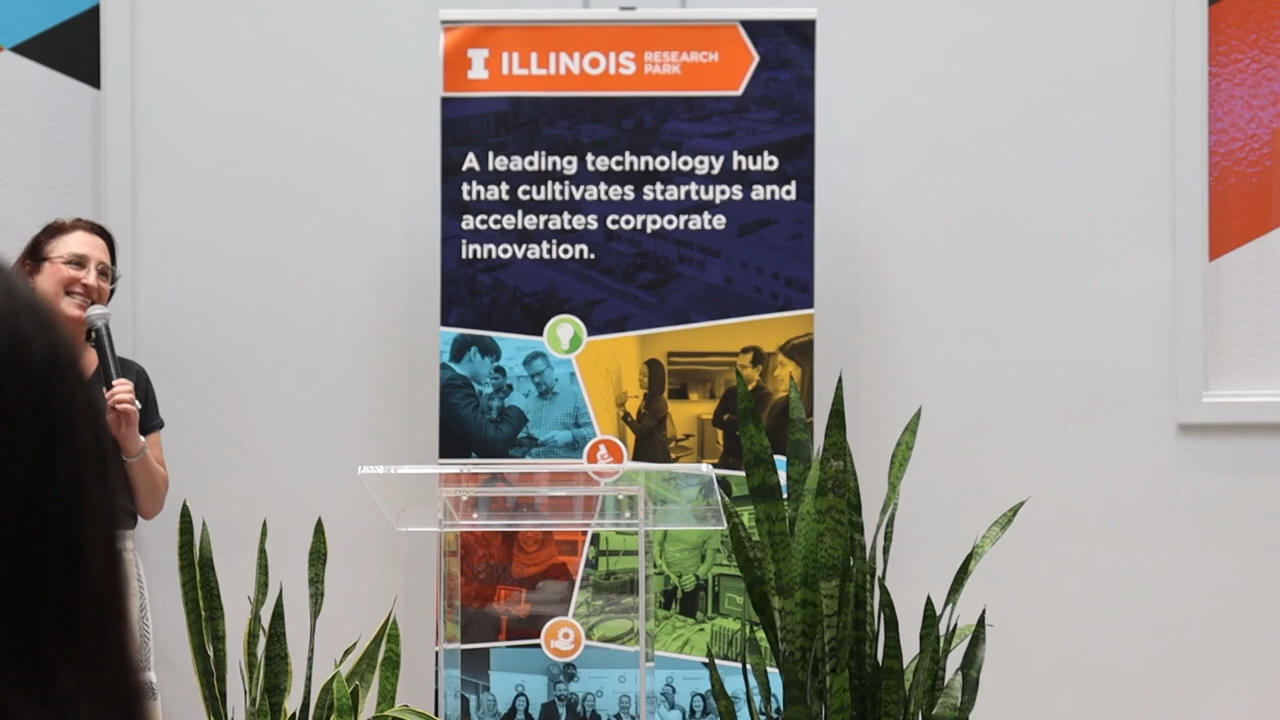 I ILLINOIS RESEARCH PARK
A leading technology hub
that cultivates startups and
accelerates corporate
innovation.